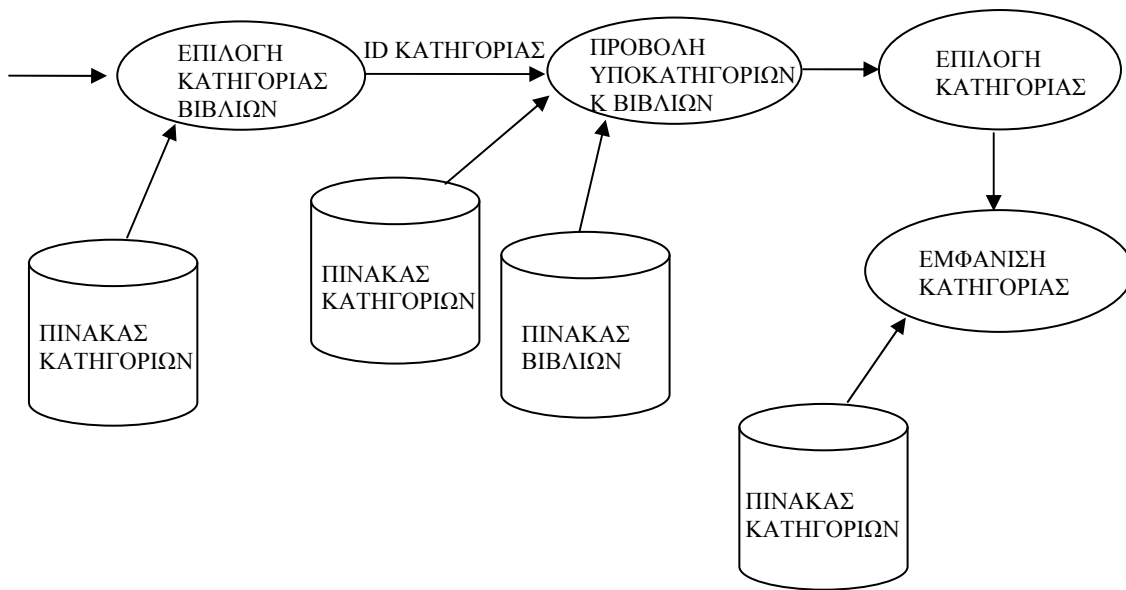 ΕΠΙΛΟΓΗ
ΚΑΤΗΓΟΡΙΑΣ
ΒΙΒΛΙΩΝ
ID ΚΑΤΗΓΟΡΙΑΣ
ΠΡΟΒΟΛΗ
ΥΠΟΚΑΤΗΓΟΡΙΩΝ
Κ ΒΙΒΛΙΩΝ
ΕΠΙΛΟΓΗ
ΚΑΤΗΓΟΡΙΑΣ
ΠΙΝΑΚΑΣ
ΚΑΤΗΓΟΡΙΩΝ
ΠΙΝΑΚΑΣ
ΚΑΤΗΓΟΡΙΩΝ
ΠΙΝΑΚΑΣ
ΒΙΒΛΙΩΝ
ΕΜΦΑΝΙΣΗ
ΚΑΤΗΓΟΡΙΑΣ
ΠΙΝΑΚΑΣ
ΚΑΤΗΓΟΡΙΩΝ